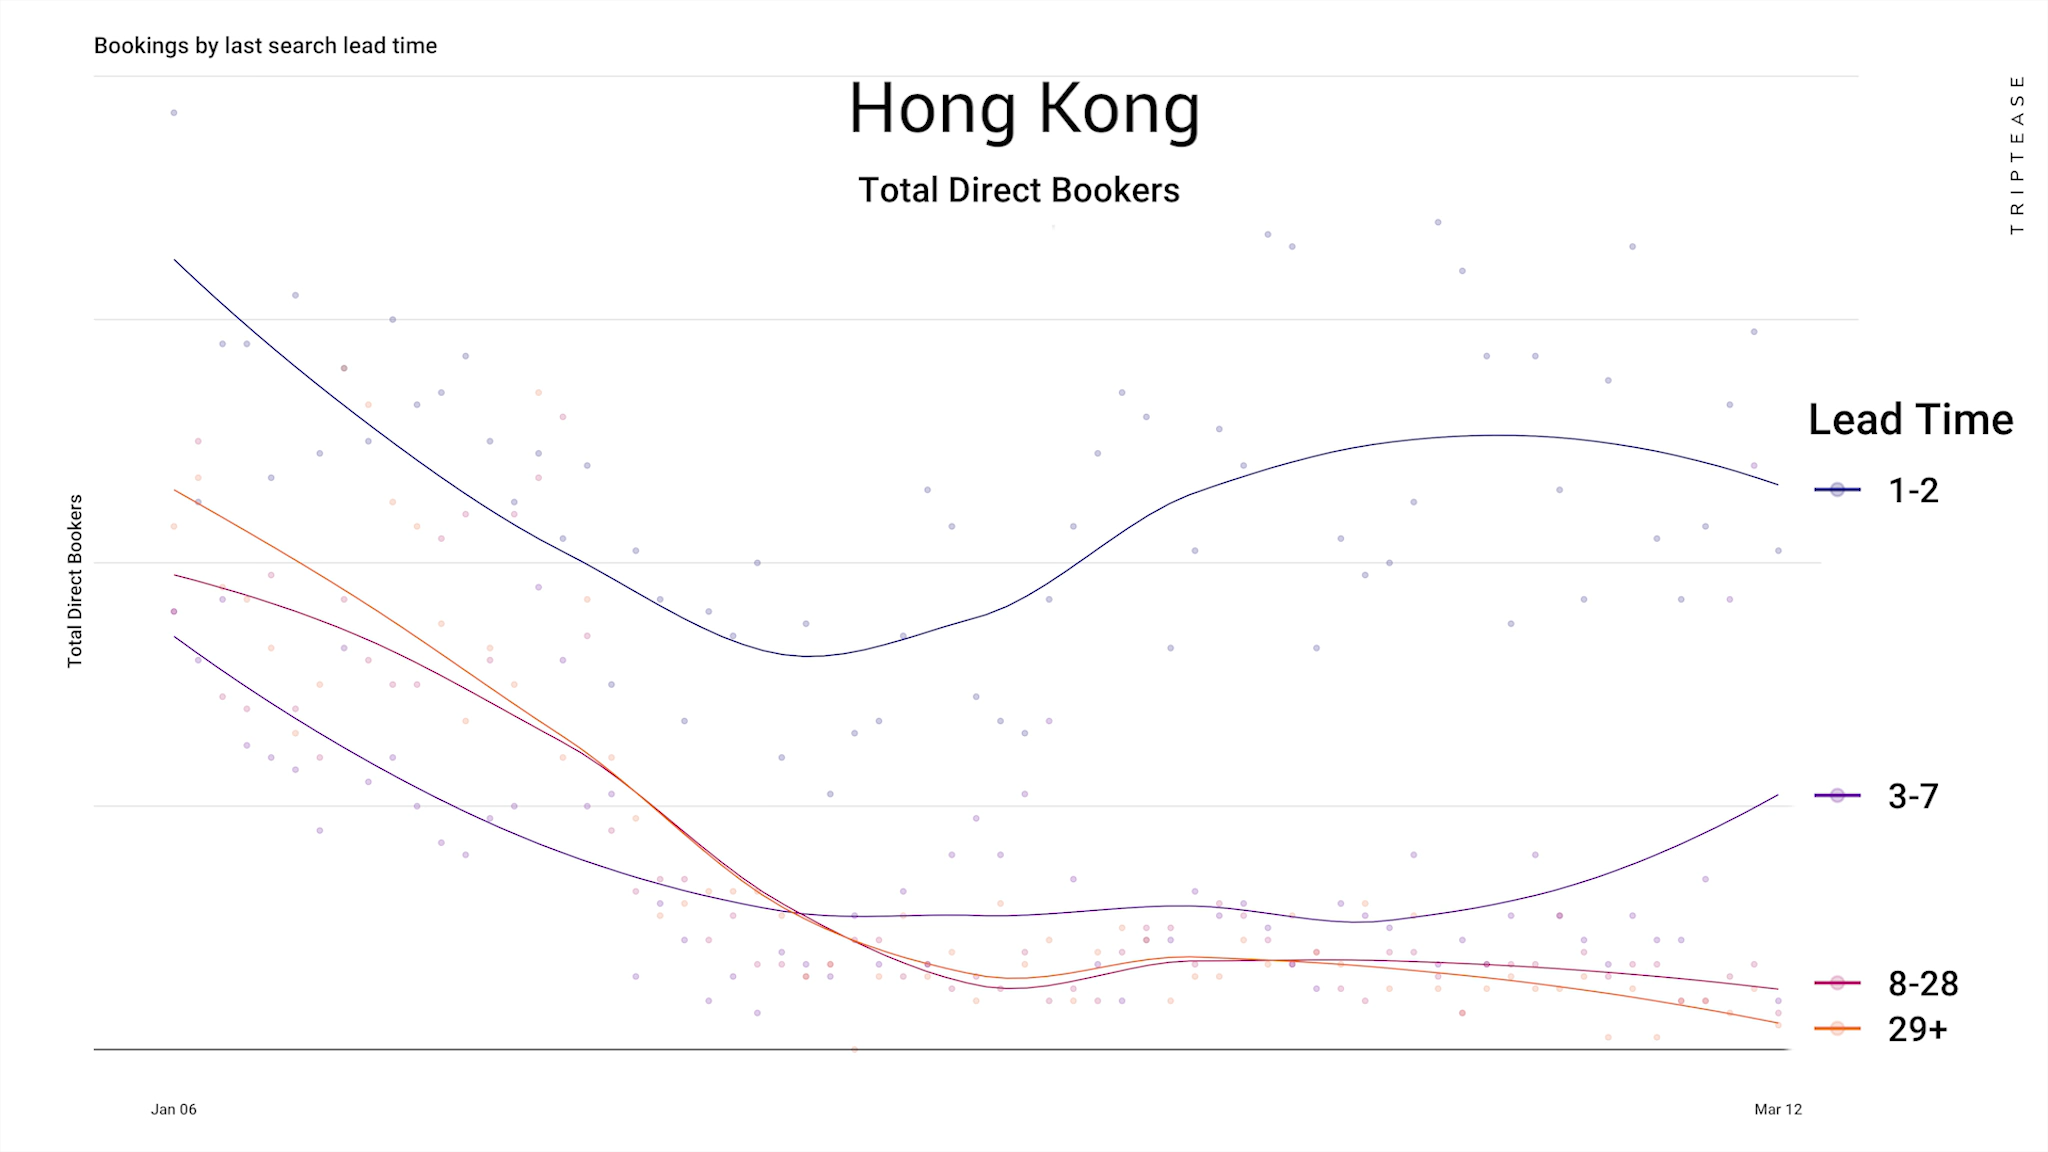 Bookings by last search lead time
Hong Kong
Total Direct Bookers
TRIPTEASE
Total Direct Bookers
Lead Time
1-2
3-7
8-28
29+
Jan 06
Mar 12